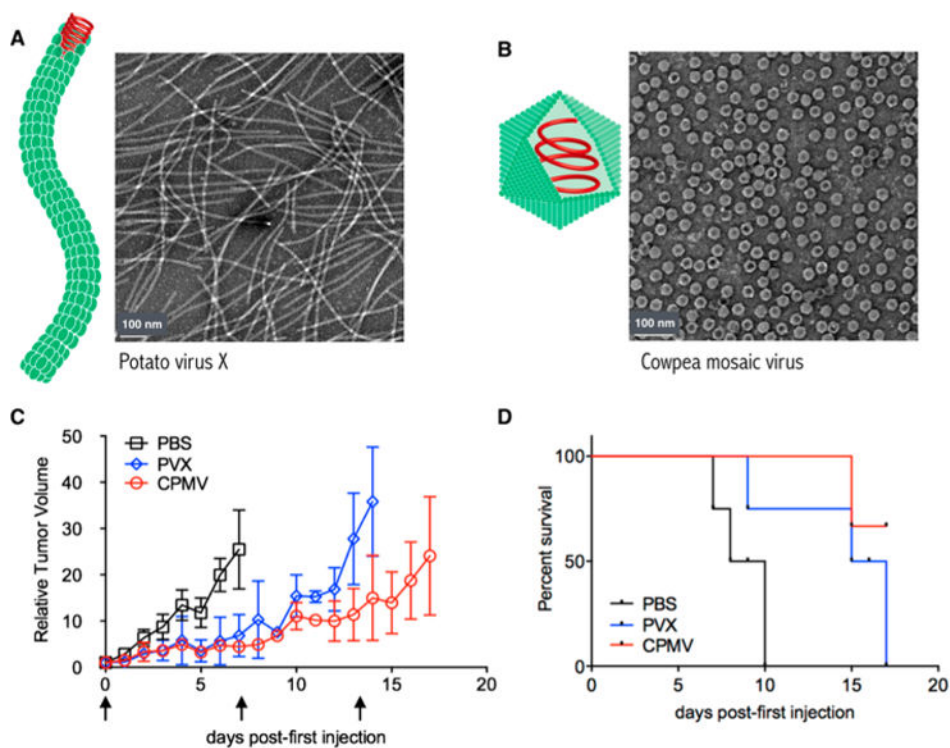 A
100 nm
Potato virus X
B
100 nm
Cowpea mosaic virus
C
PBS
PVX
CPMV
Relative Tumor Volume
50
40
30
20
10
0
0 5 10 15 20
days post-first injection
D
Percent survival
100
50
0
PBS
PVX
CPMV
0 5 10 15 20
days post-first injection